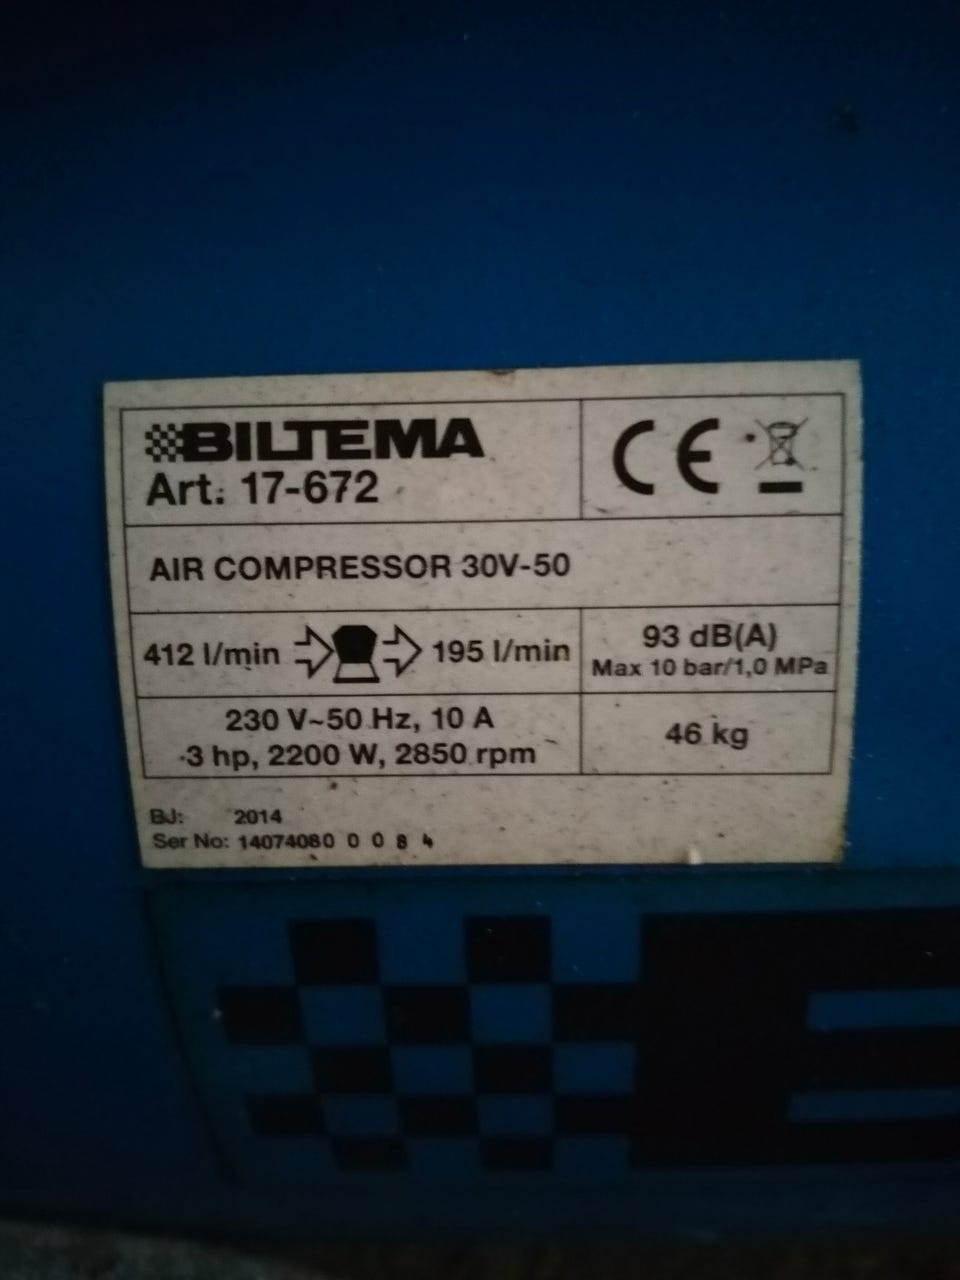 BILTEMA
Art. 17-672
CE
AIR COMPRESSOR 30V-50
412 l/min 195 l/min
93 dB(A)
Max 10 bar/1,0 MPa
230 V~50 Hz, 10 A
3 hp, 2200 W, 2850 rpm
46 kg
BJ: 2014
Ser No: 14074080 0 0 8 4